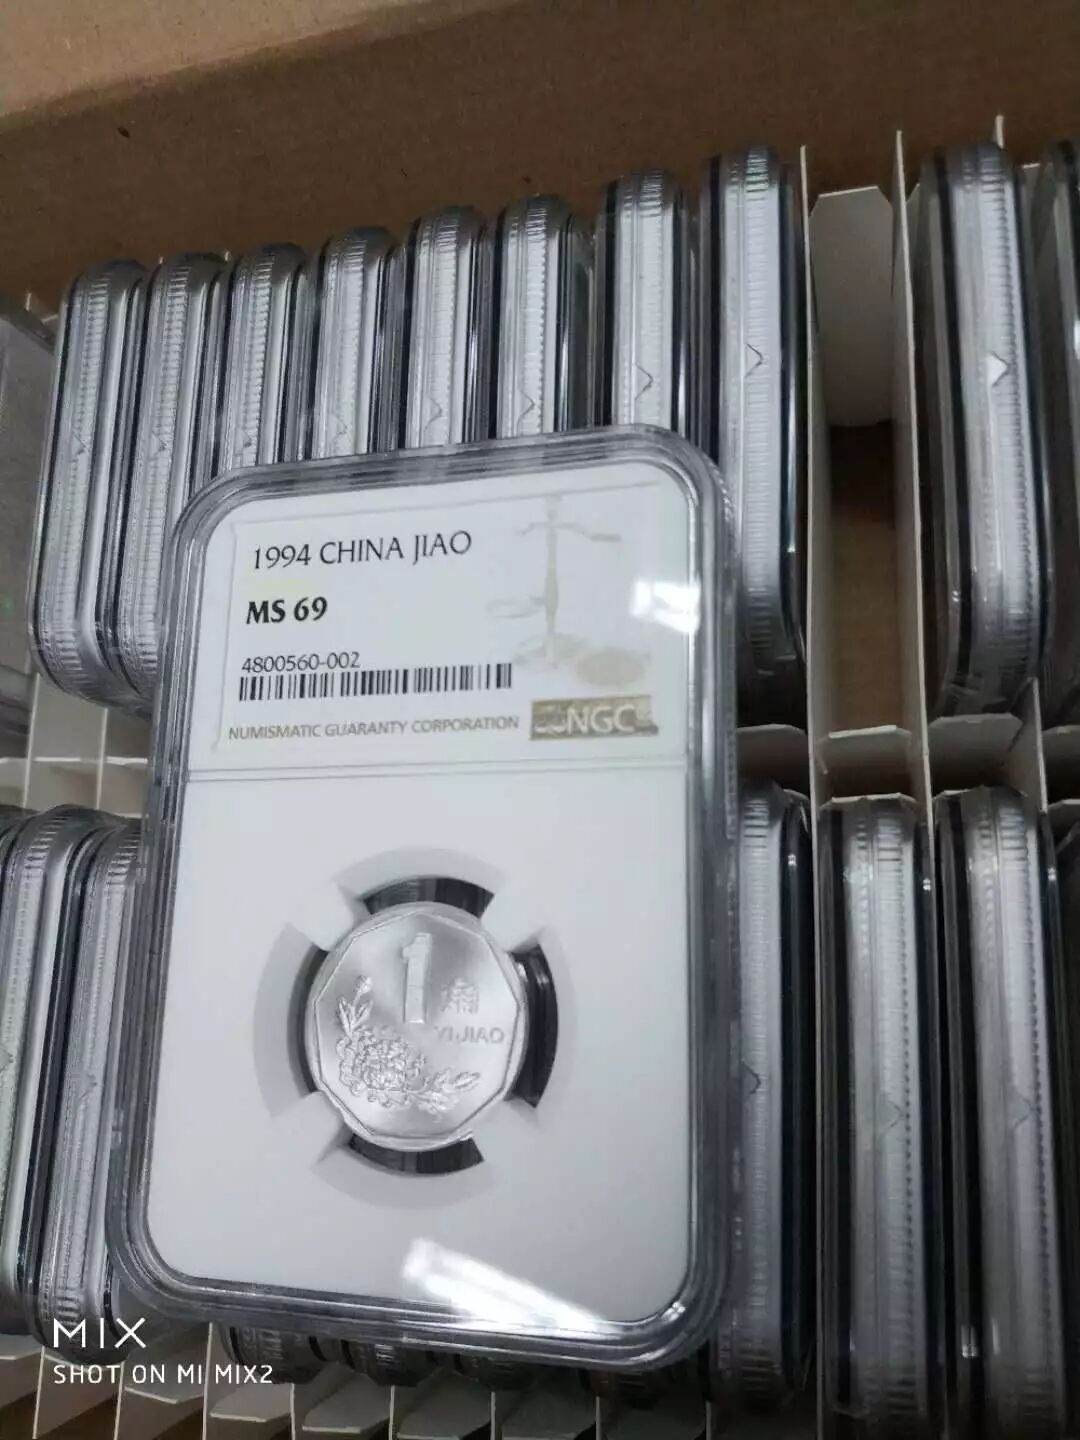 1994 CHINA JIAO
MS 69
4800560-002
NUMISMATIC GUARANTY CORPORATION
NGC
1
角
YI JIAO
MIX
SHOT ON MI MIX2